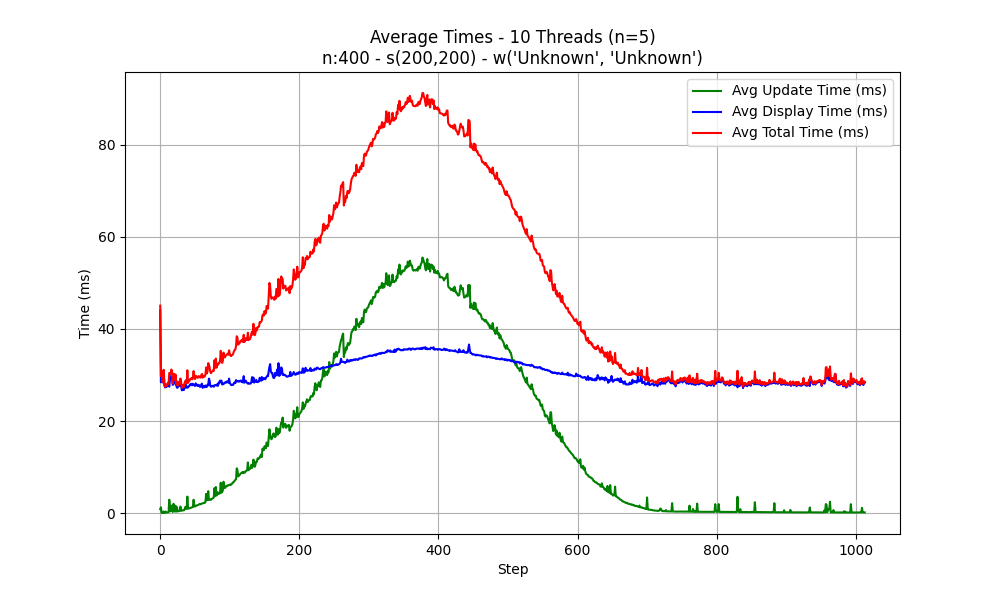 Average Times - 10 Threads (n=5)
n:400 - s(200,200) - w('Unknown', 'Unknown')
Avg Update Time (ms)
Avg Display Time (ms)
Avg Total Time (ms)
Time (ms)
80
60
40
20
0
0 200 400 600 800 1000
Step